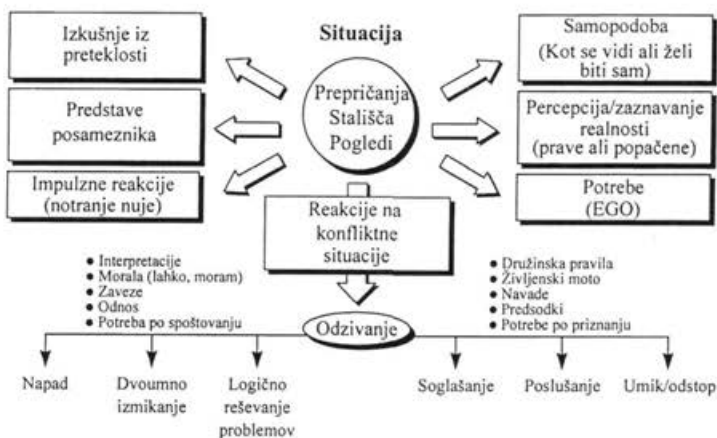 Situacija
Izkušnje iz
preteklosti
Predstave
posameznika
Impulzne reakcije
(notranje nuje)
Prepričanja
Stališča
Pogledi
Samopodoba
(Kot se vidi ali želi
biti sam)
Percepcija/zaznavanje
realnosti
(prave ali popačene)
Potrebe
(EGO)
Reakcije na
konfliktne
situacije
● Interpretacije
● Morala (lahko, moram)
● Zaveze
● Odnos
● Potreba po spoštovanju
● Družinska pravila
● Življenski moto
● Navade
● Predsodki
● Potrebe po priznanju
Odzivanje
Napad
Dvoumno
izmikanje
Logično
reševanje
problemov
Soglašanje
Poslušanje
Umik/odstop